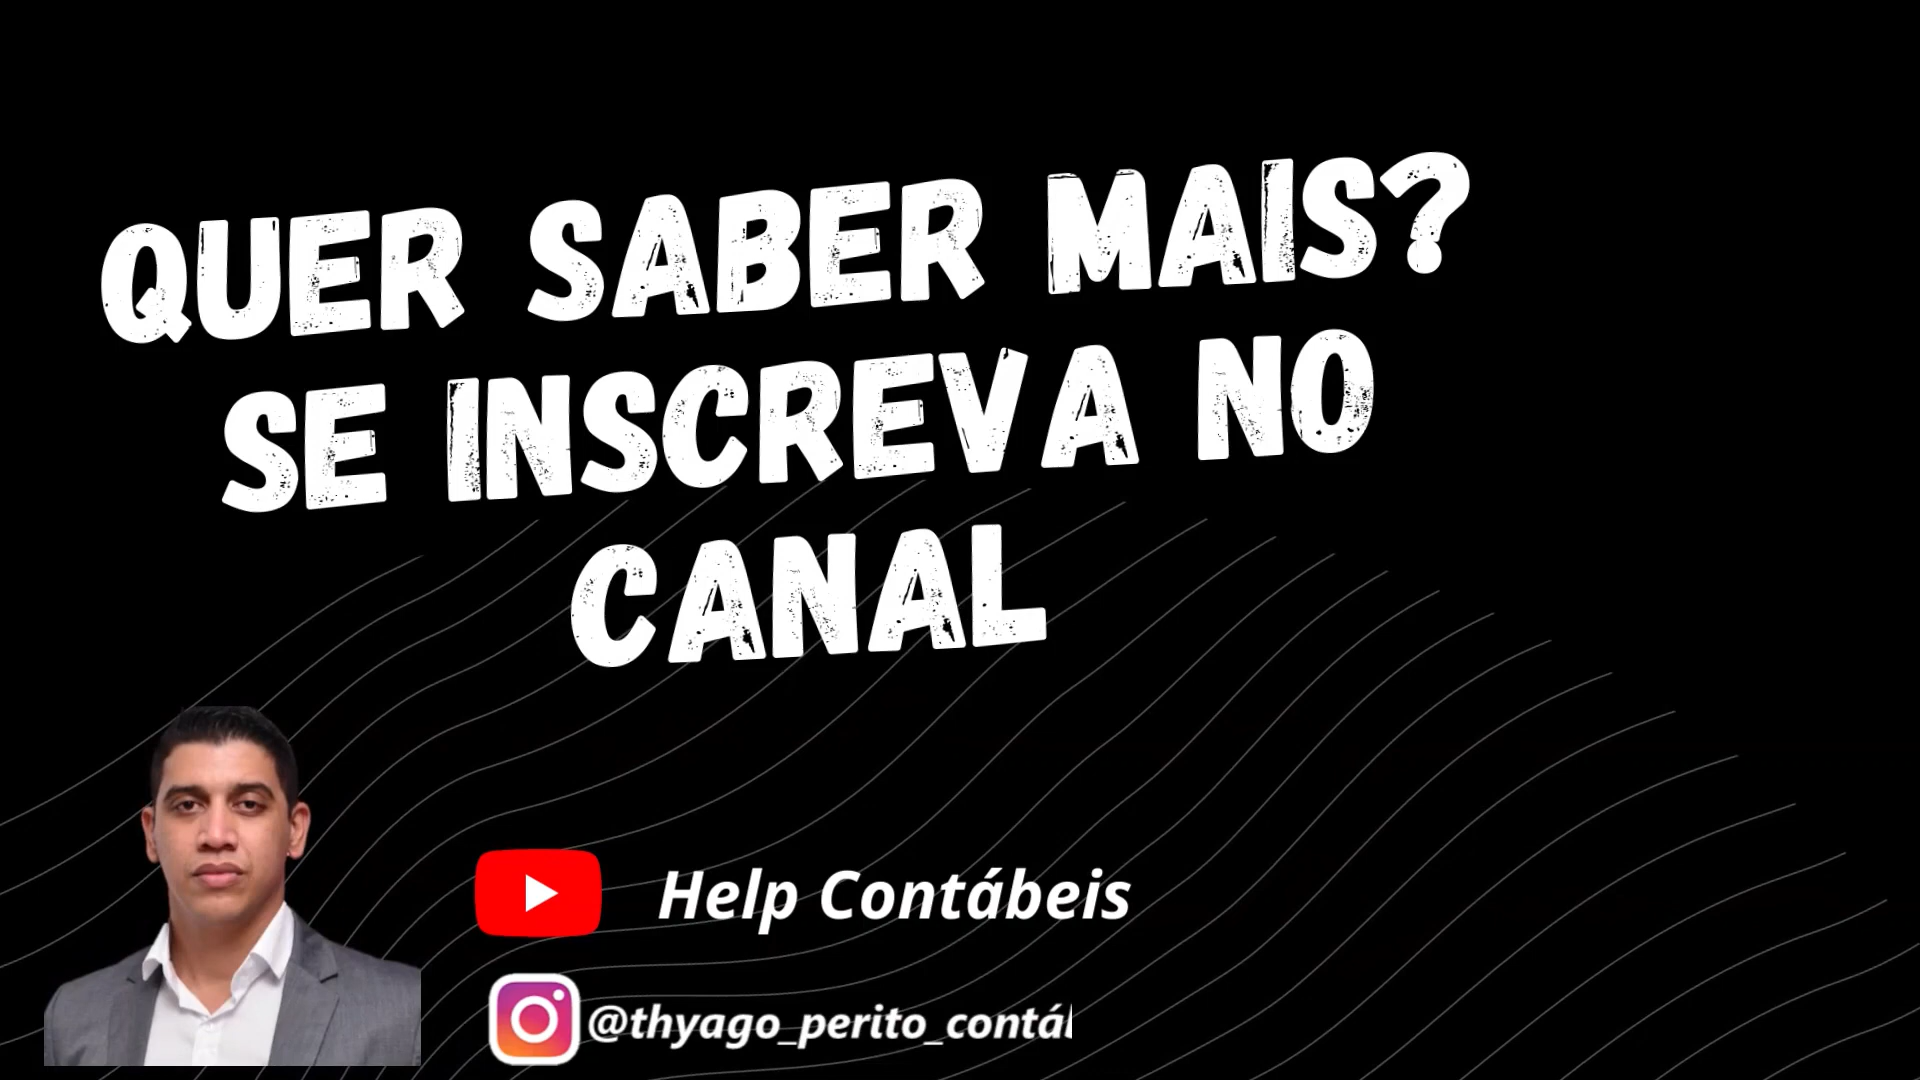 QUER SABER MAIS?
SE INSCREVA NO
CANAL
Help Contábeis
@thyago_perito_contá